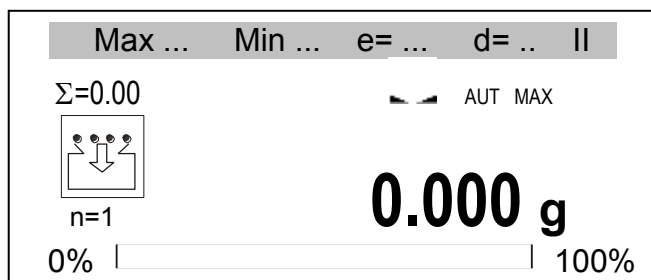 Max ... Min ... e= ... d= .. II
Σ=0.00
AUT MAX
n=1
0.000 g
0% 100%